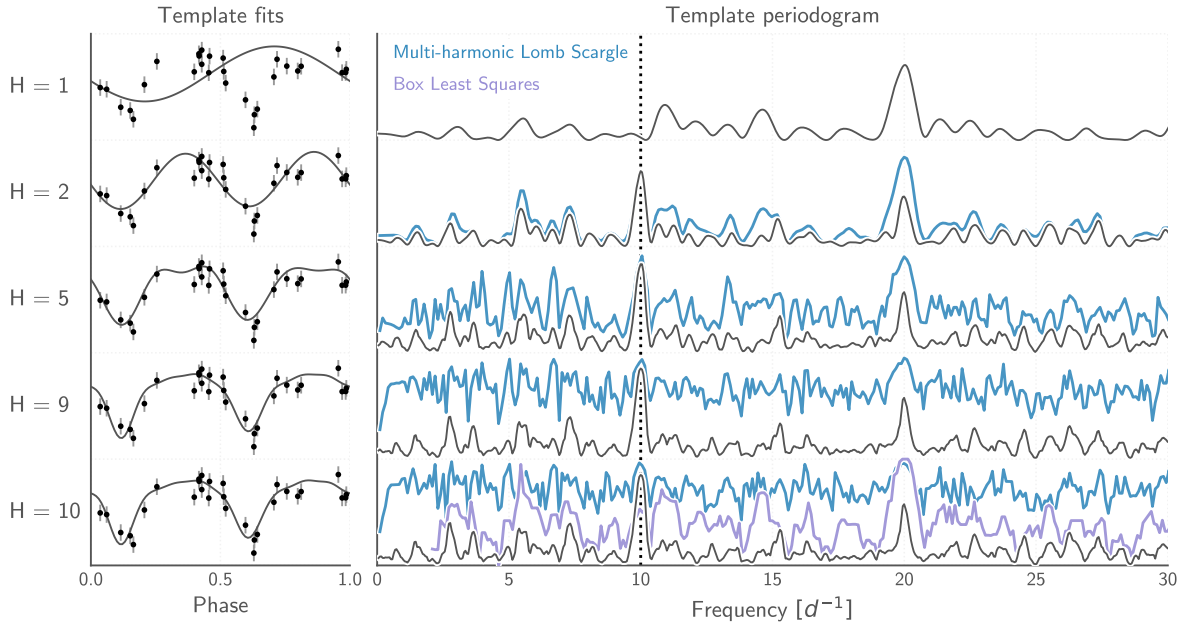 Template fits
Template periodogram
Multi-harmonic Lomb Scargle
Box Least Squares
H = 1
H = 2
H = 5
H = 9
H = 10
0.0 0.5 1.0
0 5 10 15 20 25 30
Phase
Frequency [d⁻¹]